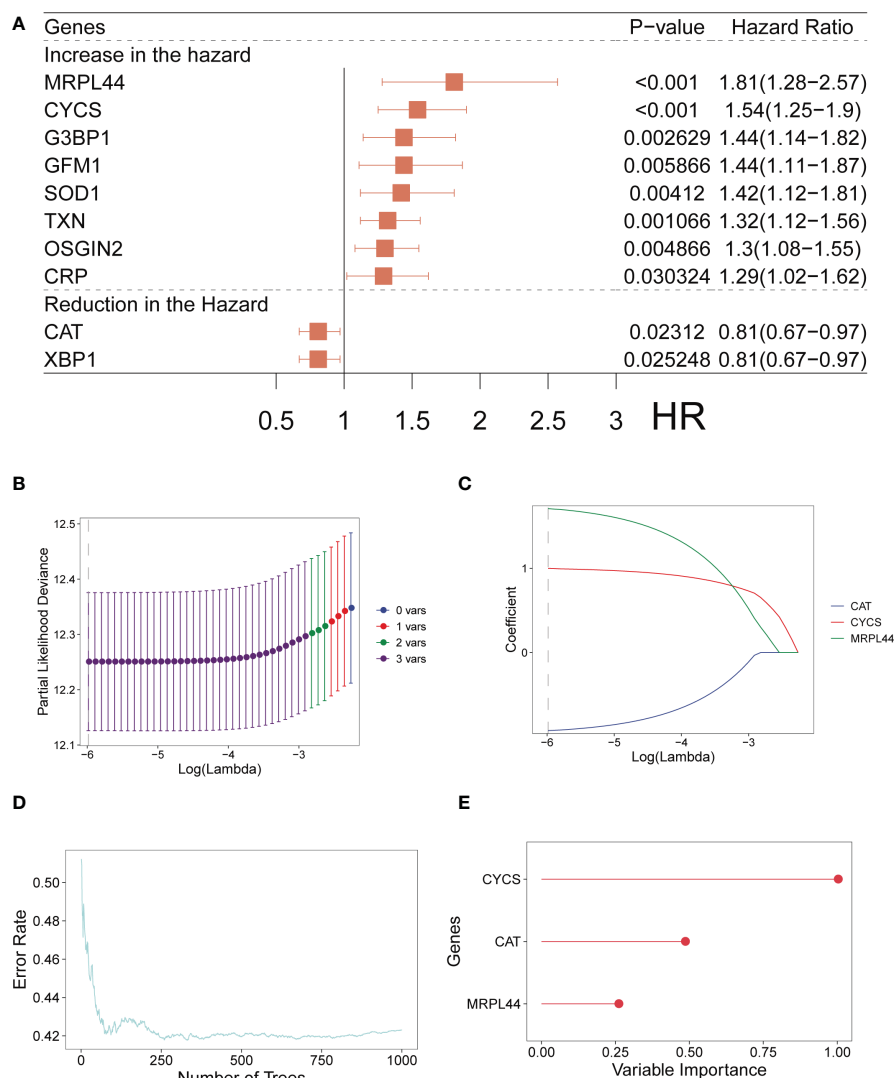 A
Genes P−value Hazard Ratio
Increase in the hazard
MRPL44 <0.001 1.81(1.28−2.57)
CYCS <0.001 1.54(1.25−1.9)
G3BP1 0.002629 1.44(1.14−1.82)
GFM1 0.005866 1.44(1.11−1.87)
SOD1 0.00412 1.42(1.12−1.81)
TXN 0.001066 1.32(1.12−1.56)
OSGIN2 0.004866 1.3(1.08−1.55)
CRP 0.030324 1.29(1.02−1.62)
Reduction in the Hazard
CAT 0.02312 0.81(0.67−0.97)
XBP1 0.025248 0.81(0.67−0.97)
0.5 1 1.5 2 2.5 3 HR
B
Partial Likelihood Deviance
12.5
12.4
12.3
12.2
12.1
−6 −5 −4 −3
Log(Lambda)
0 vars
1 vars
2 vars
3 vars
C
Coefficient
1
0
−6 −5 −4 −3
Log(Lambda)
CAT
CYCS
MRPL44
D
Error Rate
0.50
0.48
0.46
0.44
0.42
0 250 500 750 1000
Number of Trees
E
Genes
CYCS
CAT
MRPL44
0.00 0.25 0.50 0.75 1.00
Variable Importance